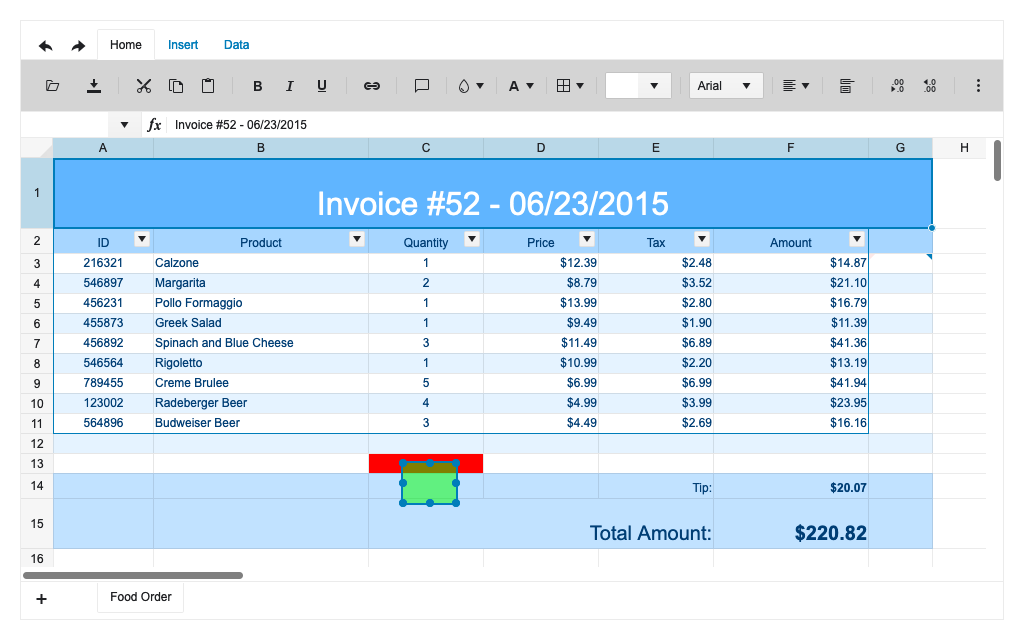 Home Insert Data
B I U A Arial .00 .0 .0 .00
fx Invoice #52 - 06/23/2015
A B C D E F G H
1 Invoice #52 - 06/23/2015
2 ID Product Quantity Price Tax Amount
3 216321 Calzone 1 $12.39 $2.48 $14.87
4 546897 Margarita 2 $8.79 $3.52 $21.10
5 456231 Pollo Formaggio 1 $13.99 $2.80 $16.79
6 455873 Greek Salad 1 $9.49 $1.90 $11.39
7 456892 Spinach and Blue Cheese 3 $11.49 $6.89 $41.36
8 546564 Rigoletto 1 $10.99 $2.20 $13.19
9 789455 Creme Brulee 5 $6.99 $6.99 $41.94
10 123002 Radeberger Beer 4 $4.99 $3.99 $23.95
11 564896 Budweiser Beer 3 $4.49 $2.69 $16.16
12
13
14 Tip: $20.07
15 Total Amount: $220.82
16
+ Food Order